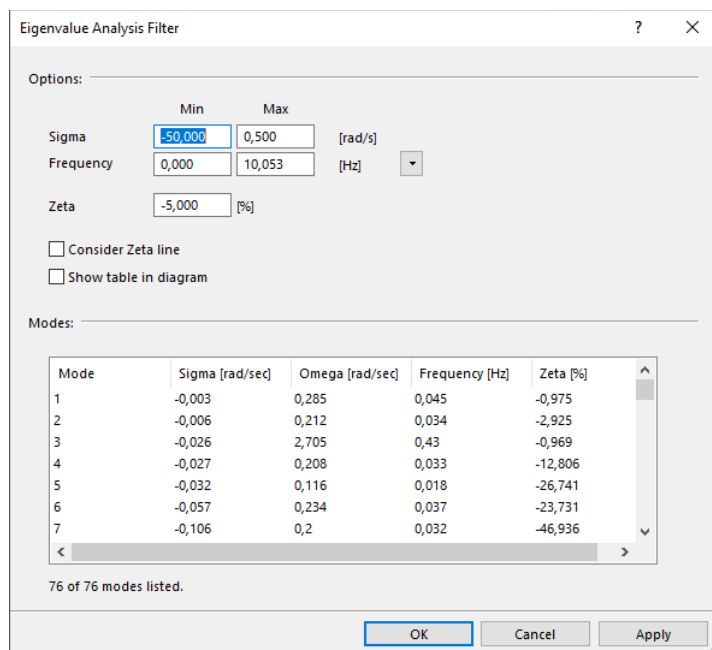 Eigenvalue Analysis Filter ?
Options:
Min Max
Sigma -50,000 0,500 [rad/s]
Frequency 0,000 10,053 [Hz]
Zeta -5,000 [%]
Consider Zeta line
Show table in diagram
Modes:
Mode Sigma [rad/sec] Omega [rad/sec] Frequency [Hz] Zeta [%]
1 -0,003 0,285 0,045 -0,975
2 -0,006 0,212 0,034 -2,925
3 -0,026 2,705 0,43 -0,969
4 -0,027 0,208 0,033 -12,806
5 -0,032 0,116 0,018 -26,741
6 -0,057 0,234 0,037 -23,731
7 -0,106 0,2 0,032 -46,936
76 of 76 modes listed.
OK Cancel Apply